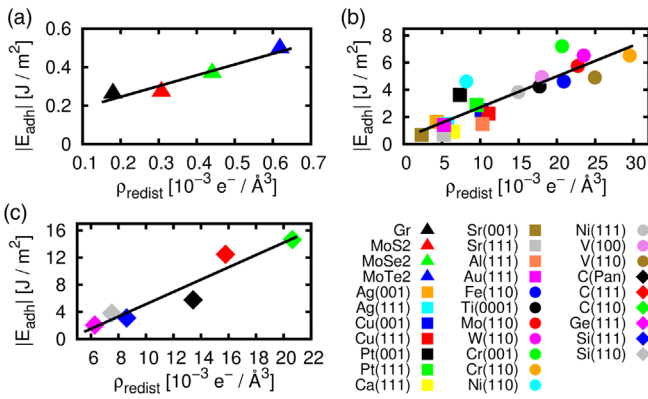 (a)
0.6
0.4
0.2
0
|E_adh| [J / m²]
0.1 0.2 0.3 0.4 0.5 0.6 0.7
ρ_redist [10⁻³ e⁻ / Å³]
(b)
8
6
4
2
0
|E_adh| [J / m²]
0 5 10 15 20 25 30
ρ_redist [10⁻³ e⁻ / Å³]
(c)
16
12
8
4
0
|E_adh| [J / m²]
6 8 10 12 14 16 18 20 22
ρ_redist [10⁻³ e⁻ / Å³]
Gr
MoS2
MoSe2
MoTe2
Ag(001)
Ag(111)
Cu(001)
Cu(111)
Pt(001)
Pt(111)
Ca(111)
Sr(001)
Sr(111)
Al(111)
Au(111)
Fe(110)
Ti(0001)
Mo(110)
W(110)
Cr(001)
Cr(110)
Ni(110)
Ni(111)
V(100)
V(110)
C(Pan)
C(111)
C(110)
Ge(111)
Si(111)
Si(110)